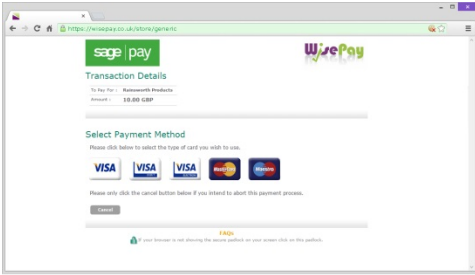 https://wisepay.co.uk/store/generic
sage pay
WisePay
Transaction Details
To Pay For : Rainsworth Products
Amount : 10.00 GBP
Select Payment Method
Please click below to select the type of card you wish to use.
VISA VISA VISA MasterCard Maestro
Please only click the cancel button below if you intend to abort this payment process.
Cancel
FAQs
If your browser is not showing the secure padlock on your screen click on this padlock.